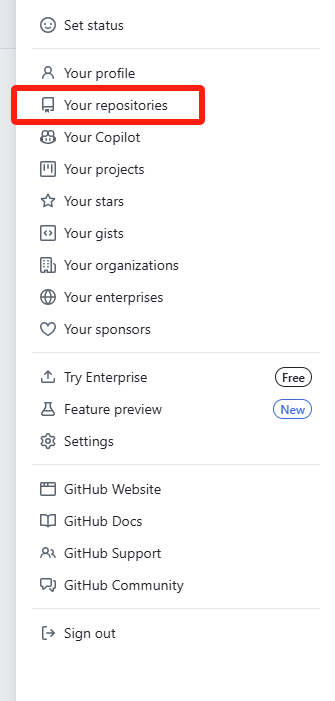 Set status
Your profile
Your repositories
Your Copilot
Your projects
Your stars
Your gists
Your organizations
Your enterprises
Your sponsors
Try Enterprise Free
Feature preview New
Settings
GitHub Website
GitHub Docs
GitHub Support
GitHub Community
Sign out